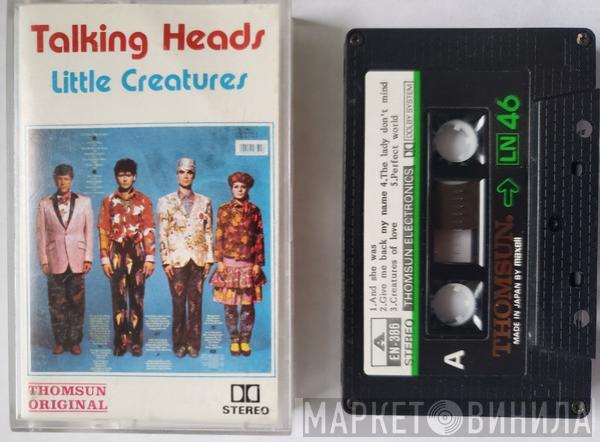 Talking Heads
Little Creatures
THOMSUN
ORIGINAL
STEREO
1.And she was
2.Give me back my name 4.The lady don't mind
3.Creatures of love 5.Perfect world
A
EN-386
STEREO THOMSUN ELECTRONICS DOLBY SYSTEM
A
THOMSUN.
LN 46
MADE IN JAPAN BY maxell
МАРКЕТ ВИНИЛА